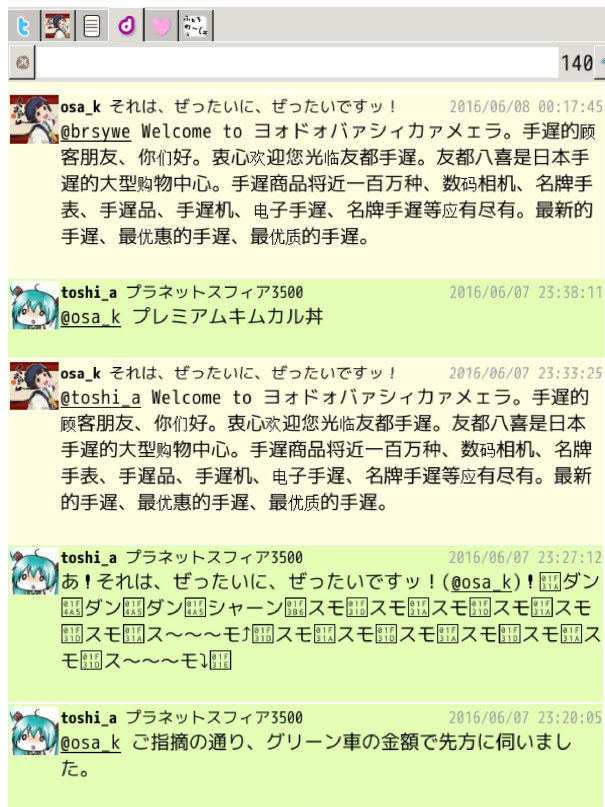 140
osa_k それは、ぜったいに、ぜったいですッ! 2016/06/08 00:17:45
@brsywe Welcome to ヨォドォバァシィカァメェラ。手遅的顾
客朋友、你们好。衷心欢迎您光临友都手遅。友都八喜是日本手
遅的大型购物中心。手遅商品将近一百万种、数码相机、名牌手
表、手遅品、手遅机、电子手遅、名牌手遅等应有尽有。最新的
手遅、最优惠的手遅、最优质的手遅。
toshi_a プラネットスフィア3500 2016/06/07 23:38:11
@osa_k プレミアムキムカル丼
osa_k それは、ぜったいに、ぜったいですッ! 2016/06/07 23:33:25
@toshi_a Welcome to ヨォドォバァシィカァメェラ。手遅的
顾客朋友、你们好。衷心欢迎您光临友都手遅。友都八喜是日本
手遅的大型购物中心。手遅商品将近一百万种、数码相机、名牌
手表、手遅品、手遅机、电子手遅、名牌手遅等应有尽有。最新
的手遅、最优惠的手遅、最优质的手遅。
toshi_a プラネットスフィア3500 2016/06/07 23:27:12
あ❗それは、ぜったいに、ぜったいですッ!(@osa_k)❗🌚ダン
💥ダン💥ダン💥シャーン🎶スモ🌝スモ🌚スモ🌝スモ🌚スモ
🌝スモ🌚ス〜〜〜モ⤴🌝スモ🌚スモ🌝スモ🌚スモ🌝スモ🌚ス
モ🌝ス〜〜〜モ⤵🌞
toshi_a プラネットスフィア3500 2016/06/07 23:20:05
@osa_k ご指摘の通り、グリーン車の金額で先方に伺いまし
た。